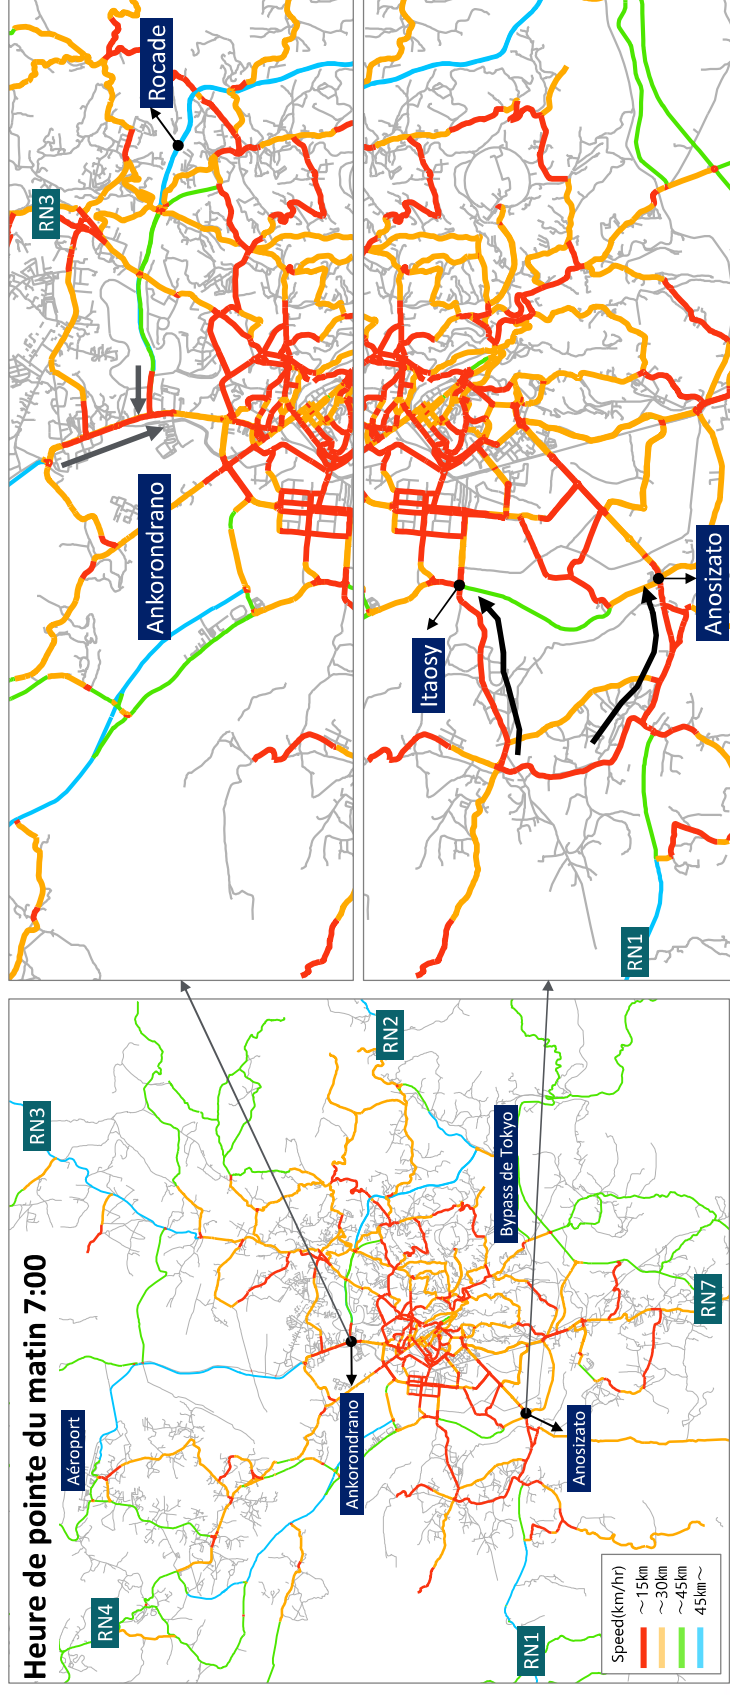 Heure de pointe du matin 7:00
RN4
Aéroport
RN3
RN2
Ankorondrano
Bypass de Tokyo
Anosizato
RN1
RN7
Speed(km/hr)
～15㎞
～30㎞
～45㎞
45㎞～
RN3
Rocade
Ankorondrano
Itaosy
Anosizato
RN1